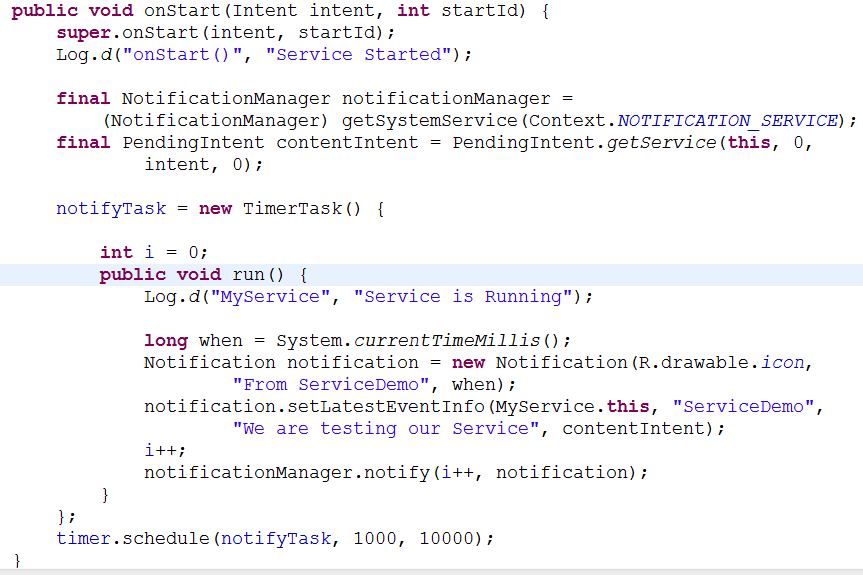 public void onStart(Intent intent, int startId) {
super.onStart(intent, startId);
Log.d("onStart()", "Service Started");
final NotificationManager notificationManager =
(NotificationManager) getSystemService(Context.NOTIFICATION_SERVICE);
final PendingIntent contentIntent = PendingIntent.getService(this, 0,
intent, 0);
notifyTask = new TimerTask() {
int i = 0;
public void run() {
Log.d("MyService", "Service is Running");
long when = System.currentTimeMillis();
Notification notification = new Notification(R.drawable.icon,
"From ServiceDemo", when);
notification.setLatestEventInfo(MyService.this, "ServiceDemo",
"We are testing our Service", contentIntent);
i++;
notificationManager.notify(i++, notification);
}
};
timer.schedule(notifyTask, 1000, 10000);
}